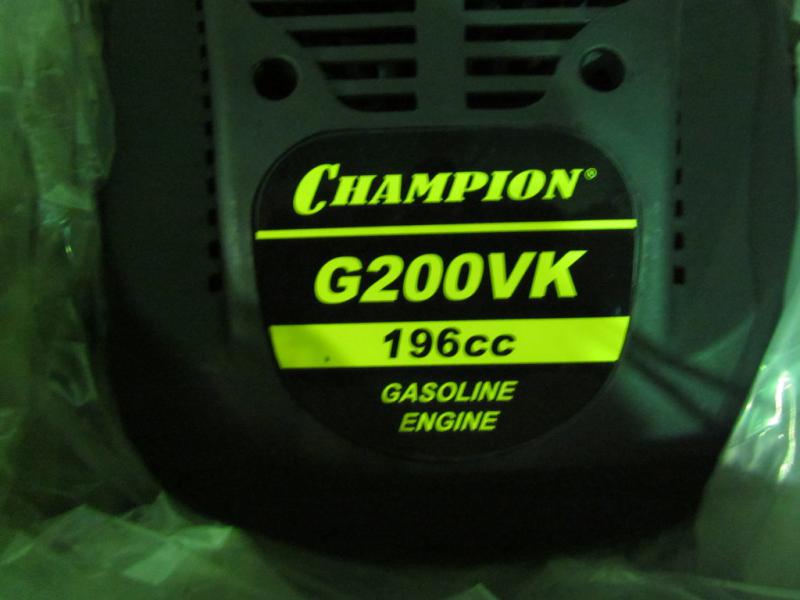 CHAMPION®
G200VK
196cc
GASOLINE
ENGINE